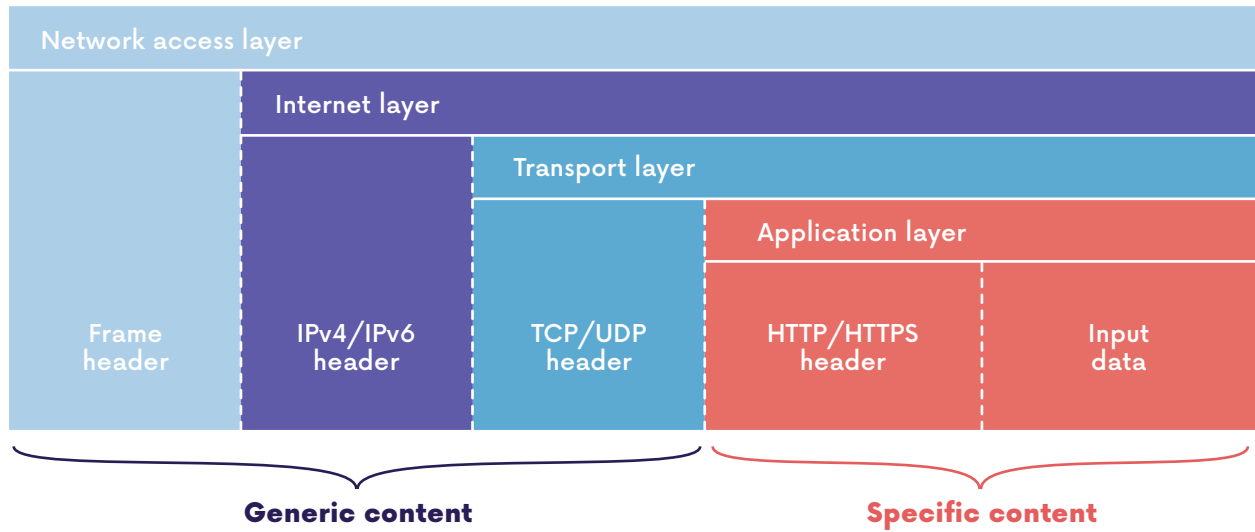 Network access layer
Internet layer
Transport layer
Application layer
Frame
header
IPv4/IPv6
header
TCP/UDP
header
HTTP/HTTPS
header
Input
data
Generic content
Specific content